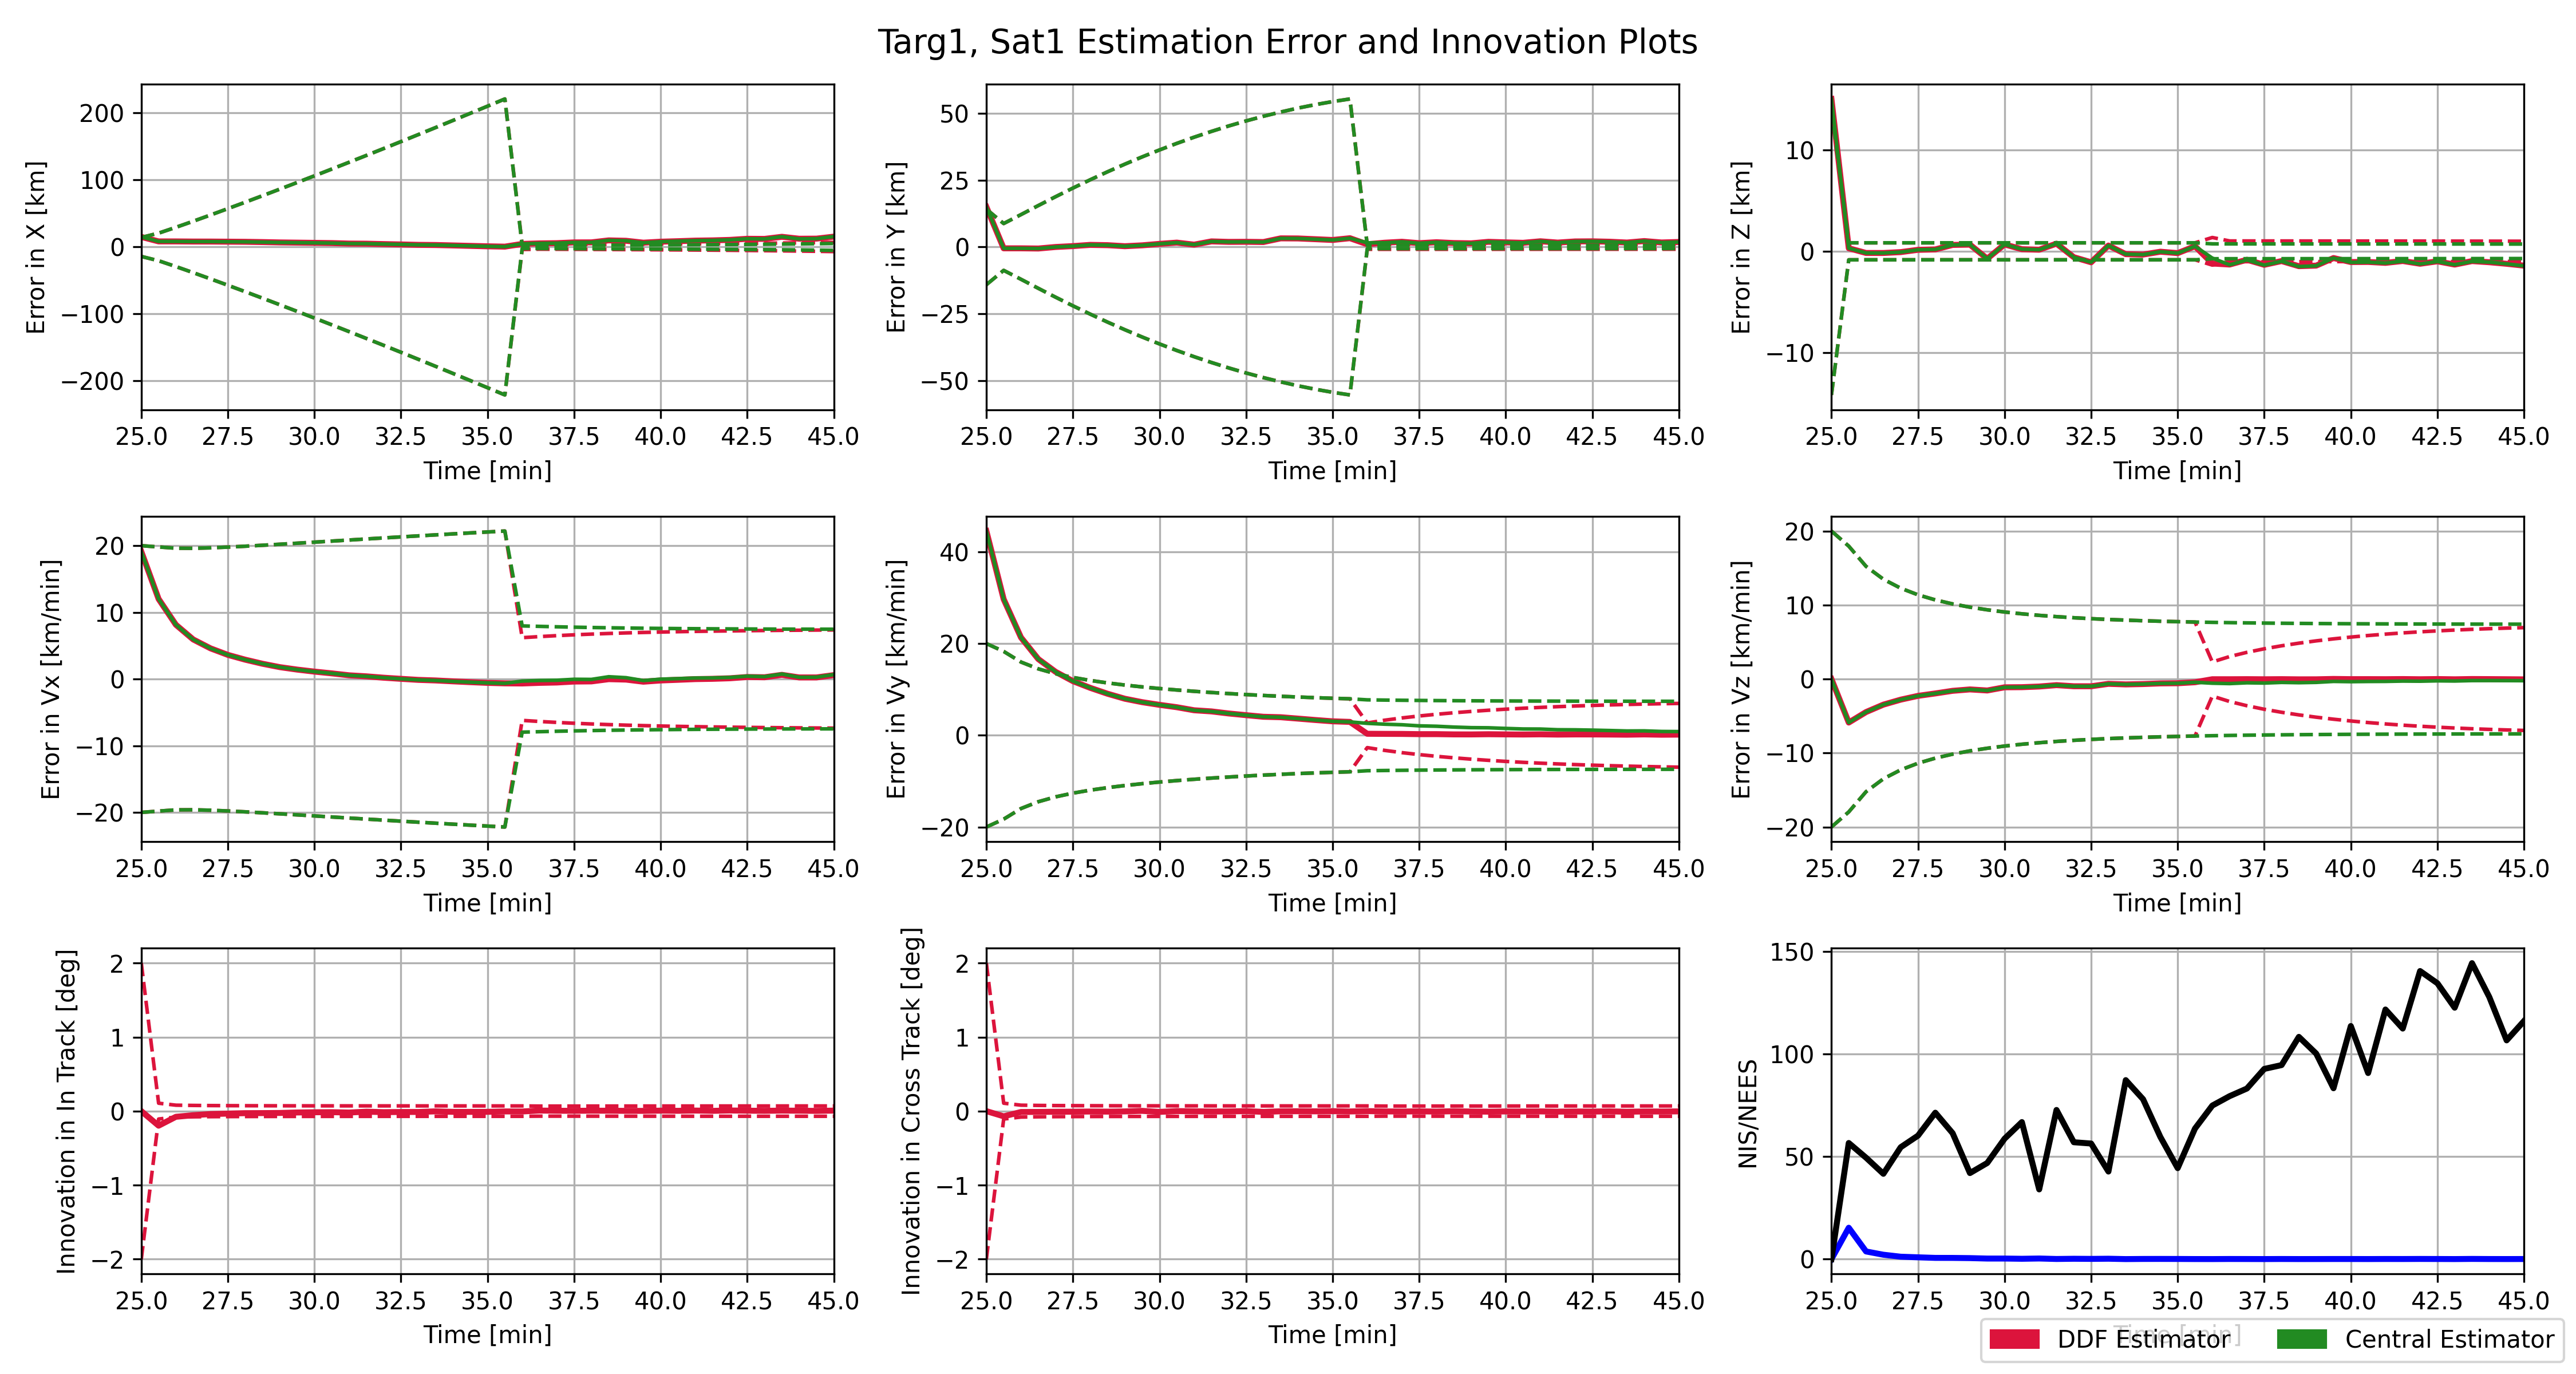 Targ1, Sat1 Estimation Error and Innovation Plots
Error in X [km]
200
100
0
−100
−200
25.0 27.5 30.0 32.5 35.0 37.5 40.0 42.5 45.0
Time [min]
Error in Y [km]
50
25
0
−25
−50
25.0 27.5 30.0 32.5 35.0 37.5 40.0 42.5 45.0
Time [min]
Error in Z [km]
10
0
−10
25.0 27.5 30.0 32.5 35.0 37.5 40.0 42.5 45.0
Time [min]
Error in Vx [km/min]
20
10
0
−10
−20
25.0 27.5 30.0 32.5 35.0 37.5 40.0 42.5 45.0
Time [min]
Error in Vy [km/min]
40
20
0
−20
25.0 27.5 30.0 32.5 35.0 37.5 40.0 42.5 45.0
Time [min]
Error in Vz [km/min]
20
10
0
−10
−20
25.0 27.5 30.0 32.5 35.0 37.5 40.0 42.5 45.0
Time [min]
Innovation in In Track [deg]
2
1
0
−1
−2
25.0 27.5 30.0 32.5 35.0 37.5 40.0 42.5 45.0
Time [min]
Innovation in Cross Track [deg]
2
1
0
−1
−2
25.0 27.5 30.0 32.5 35.0 37.5 40.0 42.5 45.0
Time [min]
NIS/NEES
150
100
50
0
25.0 27.5 30.0 32.5 35.0 37.5 40.0 42.5 45.0
Time [min]
DDF Estimator Central Estimator